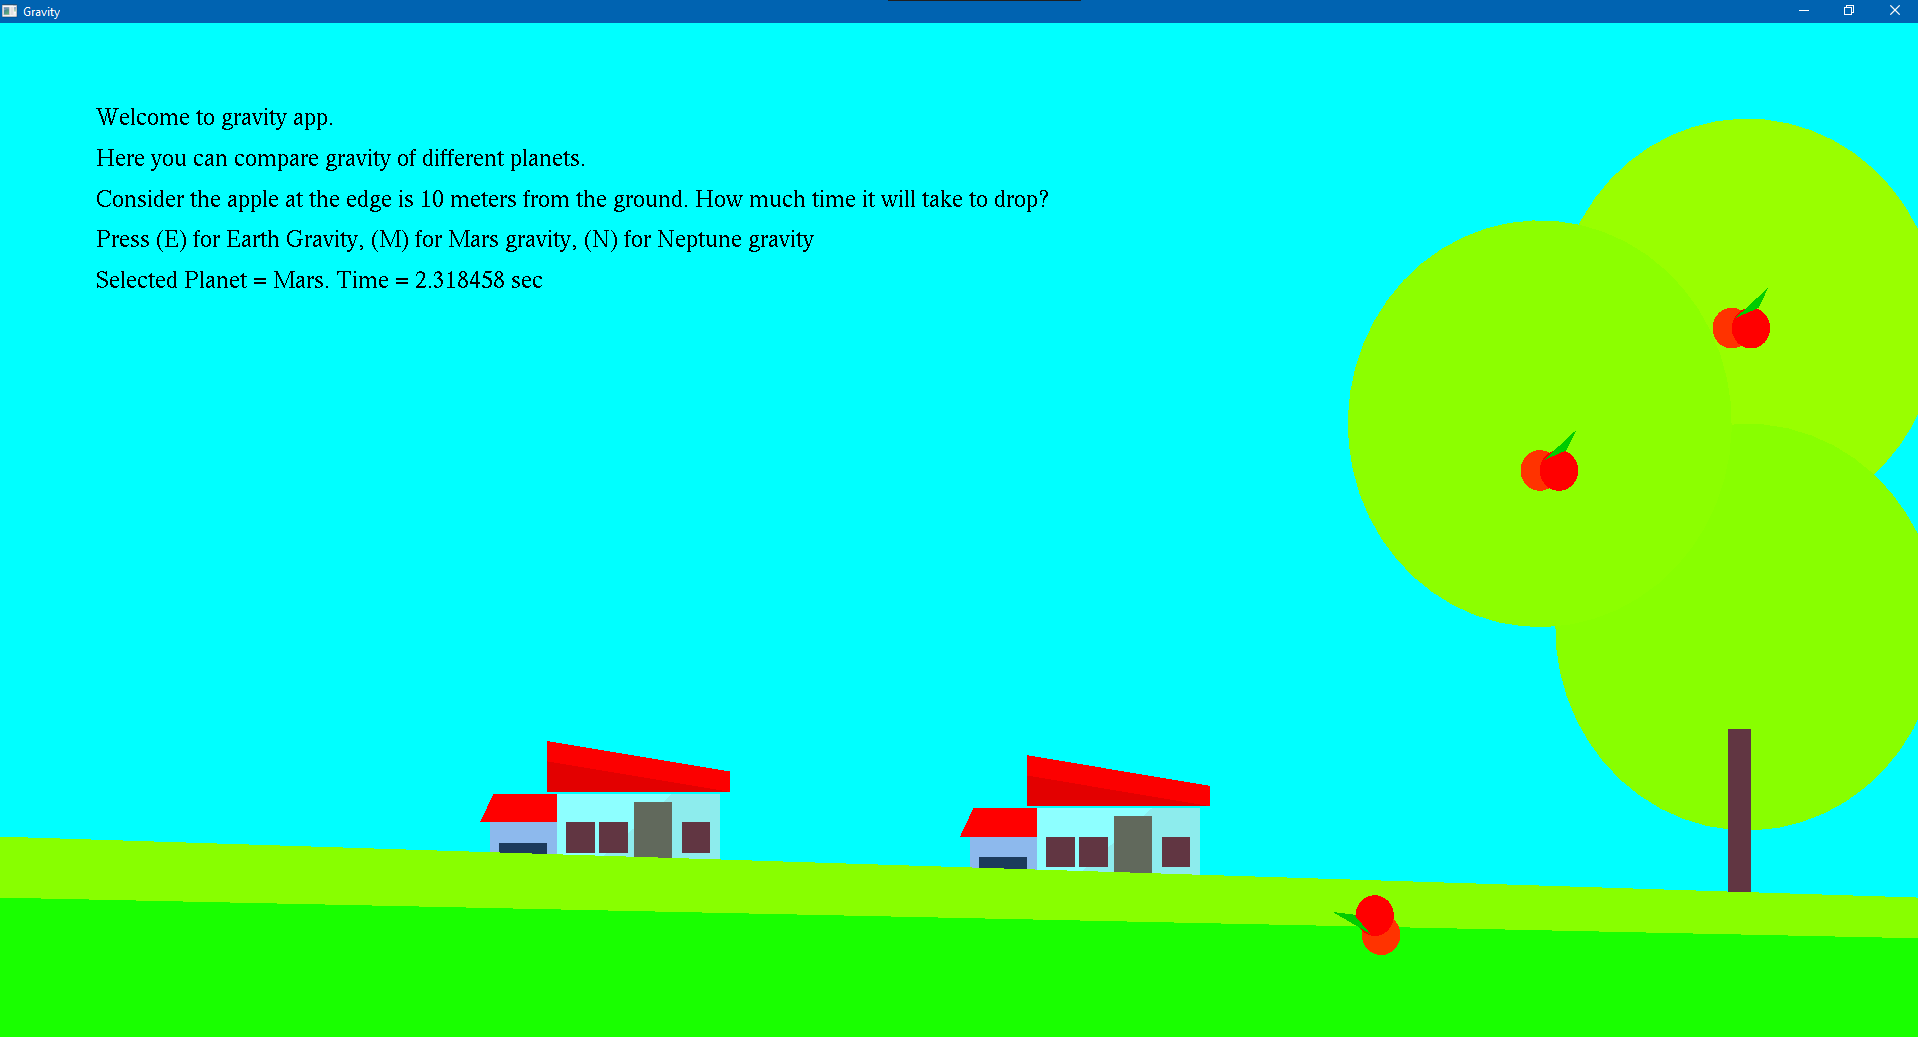 Gravity
Welcome to gravity app.
Here you can compare gravity of different planets.
Consider the apple at the edge is 10 meters from the ground. How much time it will take to drop?
Press (E) for Earth Gravity, (M) for Mars gravity, (N) for Neptune gravity
Selected Planet = Mars. Time = 2.318458 sec